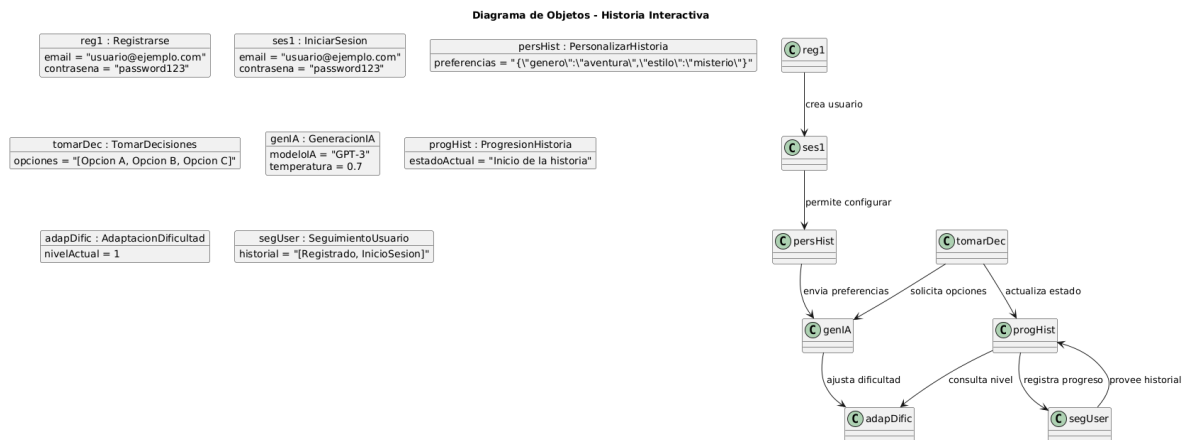 Diagrama de Objetos - Historia Interactiva
reg1 : Registrarse
email = "usuario@ejemplo.com"
contrasena = "password123"
ses1 : IniciarSesion
email = "usuario@ejemplo.com"
contrasena = "password123"
persHist : PersonalizarHistoria
preferencias = "{\"genero\":\"aventura\",\"estilo\":\"misterio\"}"
C reg1
crea usuario
tomarDec : TomarDecisiones
opciones = "[Opcion A, Opcion B, Opcion C]"
genIA : GeneracionIA
modeloIA = "GPT-3"
temperatura = 0.7
progHist : ProgresionHistoria
estadoActual = "Inicio de la historia"
C ses1
permite configurar
adapDific : AdaptacionDificultad
nivelActual = 1
segUser : SeguimientoUsuario
historial = "[Registrado, InicioSesion]"
C persHist
C tomarDec
envia preferencias
solicita opciones
actualiza estado
C genIA
C progHist
ajusta dificultad
consulta nivel
registra progreso
provee historial
C adapDific
C segUser